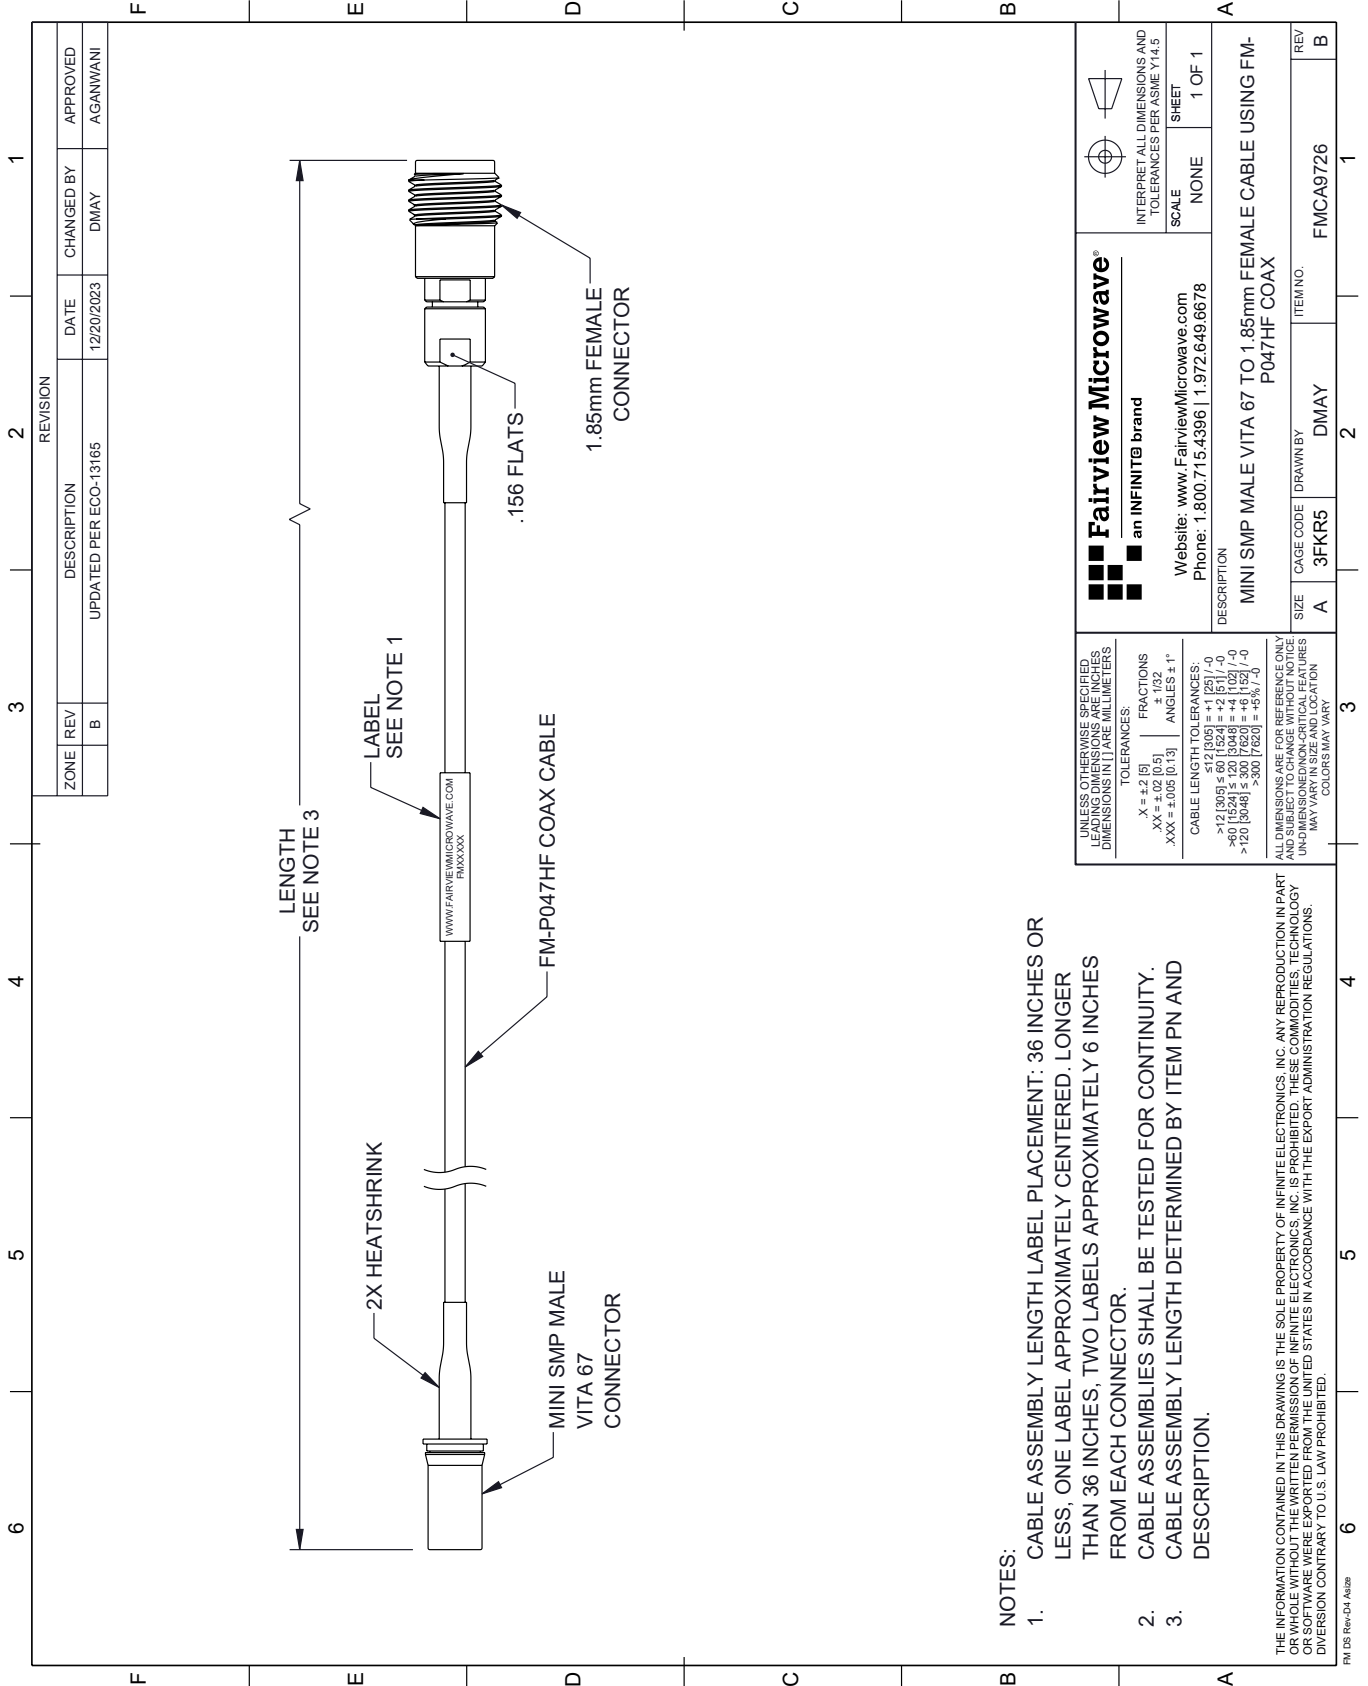 6
5
4
3
2
1
F
E
D
C
B
A
REVISION
ZONE REV DESCRIPTION DATE CHANGED BY APPROVED
B UPDATED PER ECO-13165 12/20/2023 DMAY AGANWANI
LENGTH
SEE NOTE 3
2X HEATSHRINK
LABEL
SEE NOTE 1
WWW.FAIRVIEWMICROWAVE.COM
FMXXXXX
MINI SMP MALE
VITA 67
CONNECTOR
FM-P047HF COAX CABLE
.156 FLATS
1.85mm FEMALE
CONNECTOR
NOTES:
1. CABLE ASSEMBLY LENGTH LABEL PLACEMENT: 36 INCHES OR
LESS, ONE LABEL APPROXIMATELY CENTERED. LONGER
THAN 36 INCHES, TWO LABELS APPROXIMATELY 6 INCHES
FROM EACH CONNECTOR.
2. CABLE ASSEMBLIES SHALL BE TESTED FOR CONTINUITY.
3. CABLE ASSEMBLY LENGTH DETERMINED BY ITEM PN AND
DESCRIPTION.
THE INFORMATION CONTAINED IN THIS DRAWING IS THE SOLE PROPERTY OF INFINITE ELECTRONICS, INC. ANY REPRODUCTION IN PART
OR WHOLE WITHOUT THE WRITTEN PERMISSION OF INFINITE ELECTRONICS, INC. IS PROHIBITED. THESE COMMODITIES, TECHNOLOGY
OR SOFTWARE WERE EXPORTED FROM THE UNITED STATES IN ACCORDANCE WITH THE EXPORT ADMINISTRATION REGULATIONS.
DIVERSION CONTRARY TO U.S. LAW PROHIBITED.
UNLESS OTHERWISE SPECIFIED
LEADING DIMENSIONS ARE INCHES
DIMENSIONS IN [ ] ARE MILLIMETERS
TOLERANCES:
.X = ±.2 [5] FRACTIONS
.XX = ±.02 [0.5] ± 1/32
.XXX = ±.005 [0.13] ANGLES ± 1°
CABLE LENGTH TOLERANCES:
≤12 [305] = +1 [25] / -0
>12 [305] ≤ 60 [1524] = +2 [51] / -0
>60 [1524] ≤ 120 [3048] = +4 [102] / -0
>120 [3048] ≤ 300 [7620] = +6 [152] / -0
>300 [7620] = +5% / -0
ALL DIMENSIONS ARE FOR REFERENCE ONLY
AND SUBJECT TO CHANGE WITHOUT NOTICE.
UN-DIMENSIONED/NON-CRITICAL FEATURES
MAY VARY IN SIZE AND LOCATION
COLORS MAY VARY
Fairview Microwave®
an INFINITE brand
Website: www.FairviewMicrowave.com
Phone: 1.800.715.4396 | 1.972.649.6678
INTERPRET ALL DIMENSIONS AND
TOLERANCES PER ASME Y14.5
SCALE NONE
SHEET 1 OF 1
DESCRIPTION
MINI SMP MALE VITA 67 TO 1.85mm FEMALE CABLE USING FM-
P047HF COAX
SIZE CAGE CODE DRAWN BY ITEM NO. REV
A 3FKR5 DMAY FMCA9726 B
F
E
D
C
B
A
6
5
4
3
2
1
FM DS Rev-D4 Asize